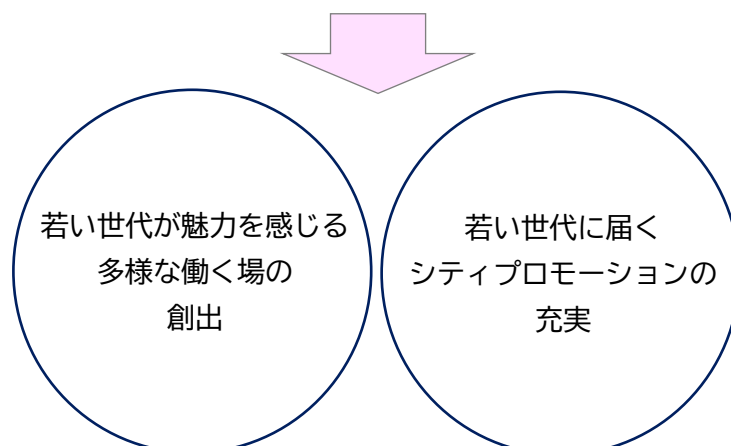 若い世代が魅力を感じる
多様な働く場の
創出
若い世代に届く
シティプロモーションの
充実